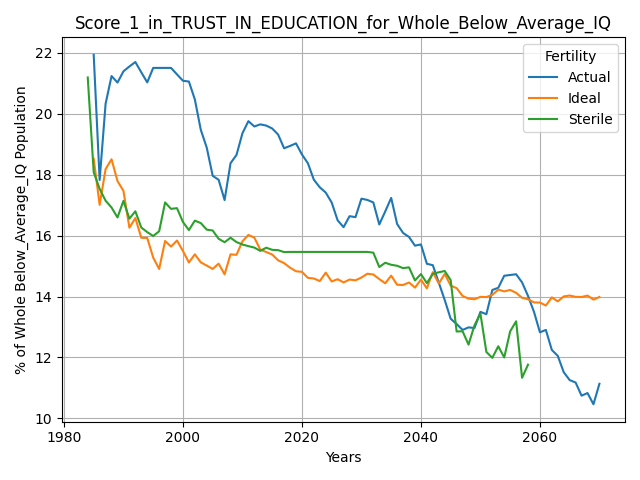 Score_1_in_TRUST_IN_EDUCATION_for_Whole_Below_Average_IQ
Fertility
Actual
Ideal
Sterile
% of Whole Below_Average_IQ Population
22
20
18
16
14
12
10
1980
2000
2020
2040
2060
Years